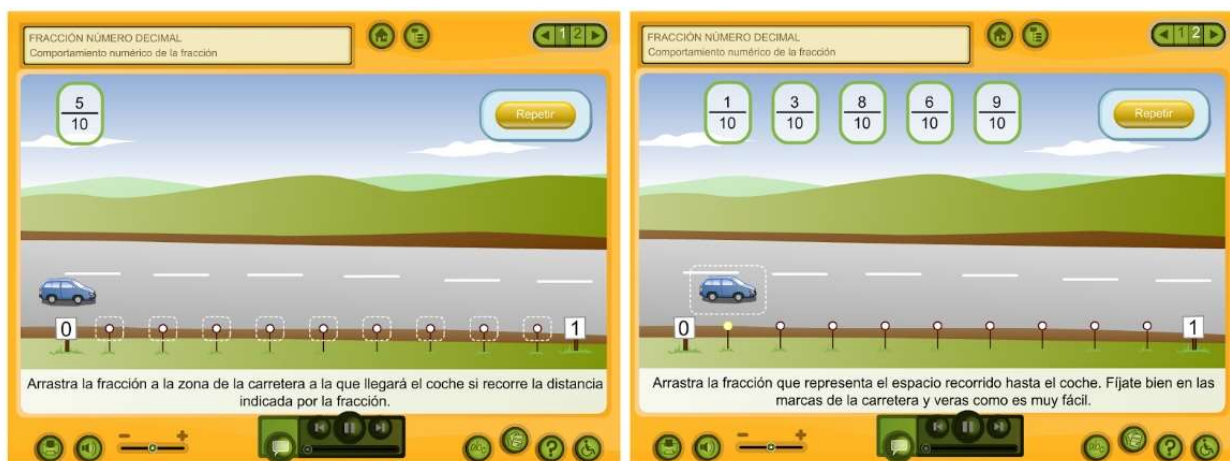 FRACCIÓN NÚMERO DECIMAL
Comportamiento numérico de la fracción
1 2
5
10
Repetir
0
1
Arrastra la fracción a la zona de la carretera a la que llegará el coche si recorre la distancia
indicada por la fracción.
- +
?
FRACCIÓN NÚMERO DECIMAL
Comportamiento numérico de la fracción
1 2
1 3 8 6 9
10 10 10 10 10
Repetir
0
1
Arrastra la fracción que representa el espacio recorrido hasta el coche. Fíjate bien en las
marcas de la carretera y veras como es muy fácil.
- +
?